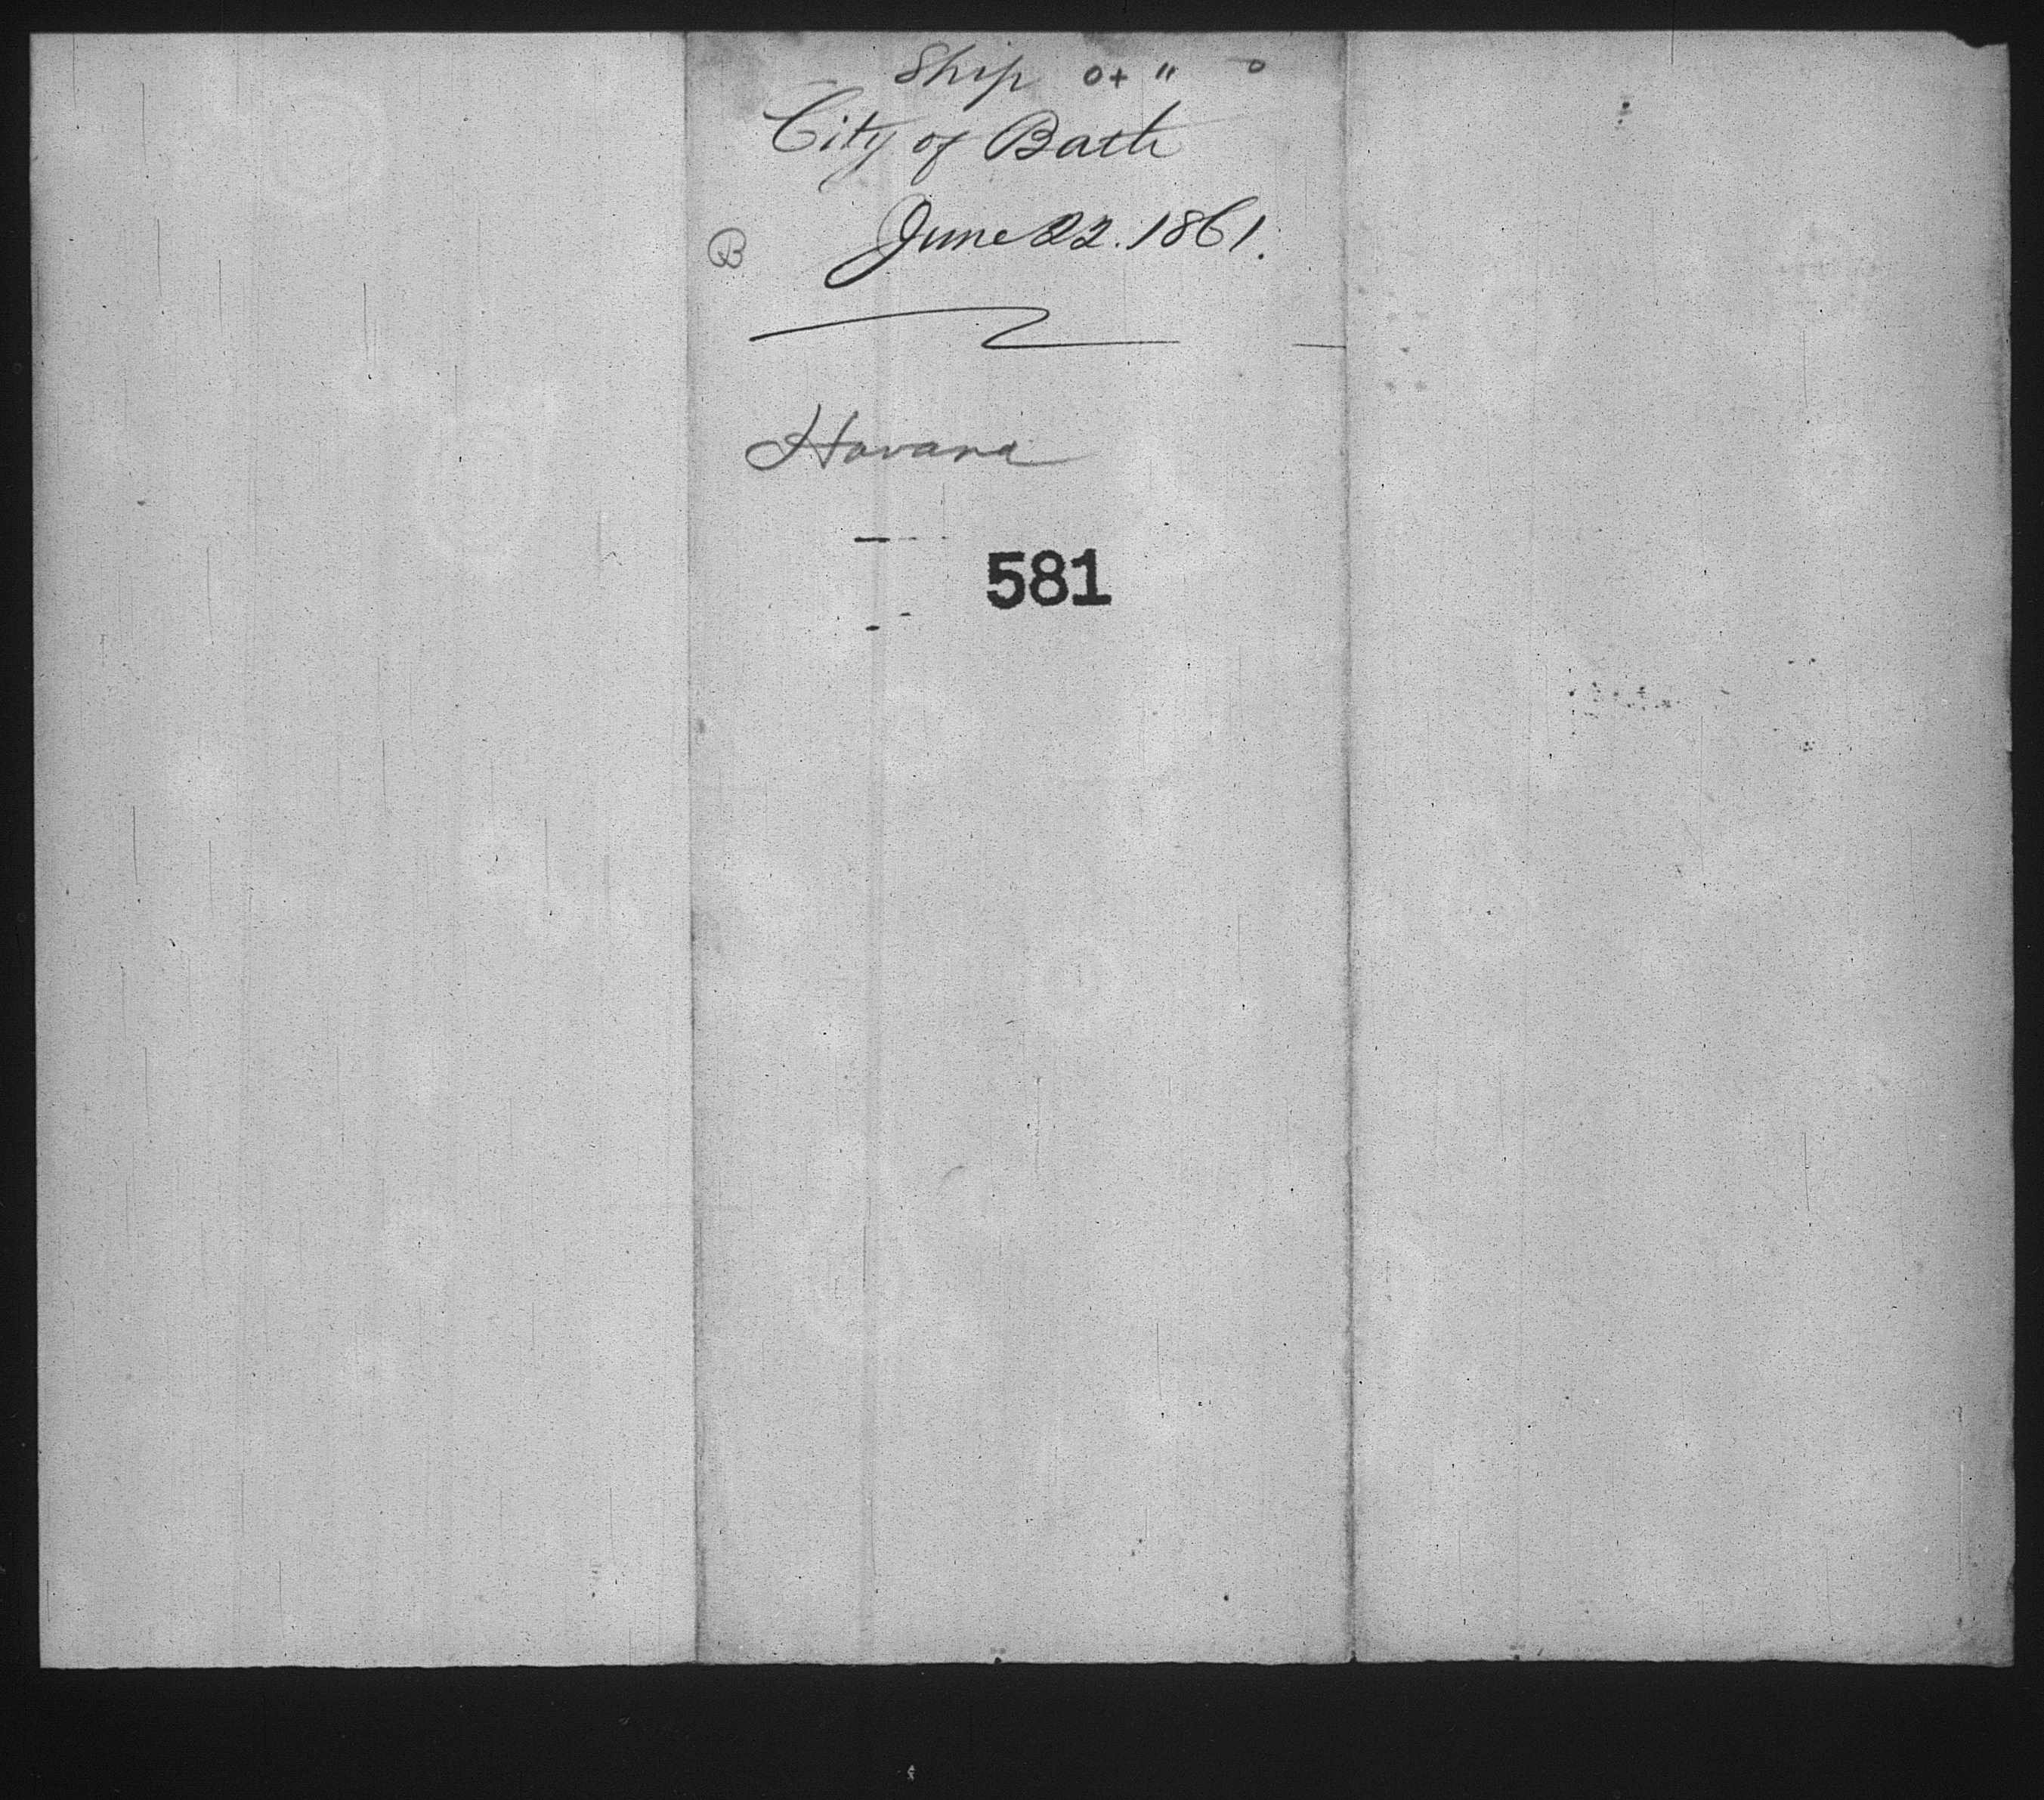 Ship o + " o
City of Bath
June 22. 1861.
B
Havana
581